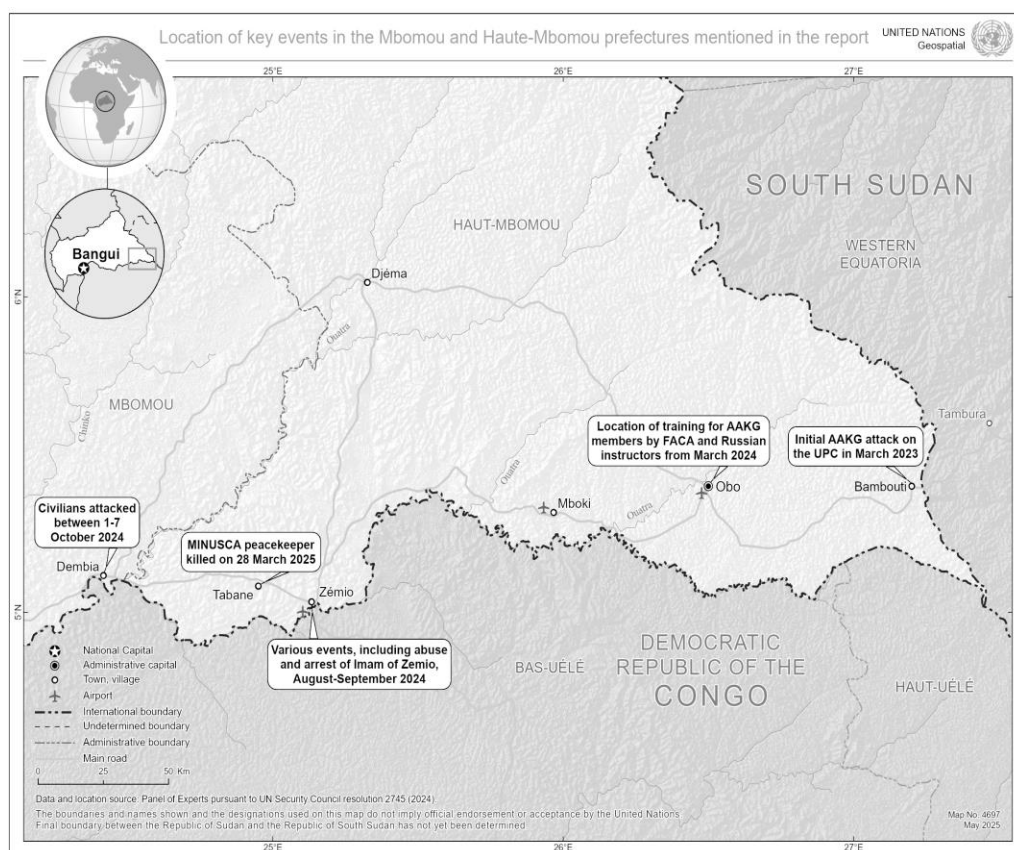 Location of key events in the Mbomou and Haute-Mbomou prefectures mentioned in the report
UNITED NATIONS
Geospatial
25°E
26°E
27°E
SOUTH SUDAN
HAUT-MBOMOU
WESTERN
EQUATORIA
Bangui
Djéma
6°N
Ouatra
MBOMOU
Chinko
Tambura
Location of training for AAKG
members by FACA and Russian
instructors from March 2024
Initial AAKG attack on
the UPC in March 2023
Ouatra
Obo
Bambouti
Mboki
Ouatra
Civilians attacked
between 1-7
October 2024
MINUSCA peacekeeper
killed on 28 March 2025
Dembia
Tabane
Zémio
5°N
Various events, including abuse
and arrest of Imam of Zemio,
August-September 2024
DEMOCRATIC
REPUBLIC OF THE
CONGO
BAS-UÉLÉ
HAUT-UÉLÉ
National Capital
Administrative capital
Town, village
Airport
International boundary
Undetermined boundary
Administrative boundary
Main road
0 25 50 Km
Data and location source: Panel of Experts pursuant to UN Security Council resolution 2745 (2024)
The boundaries and names shown and the designations used on this map do not imply official endorsement or acceptance by the United Nations
Final boundary between the Republic of Sudan and the Republic of South Sudan has not yet been determined
Map No. 4697
May 2025
25°E
26°E
27°E